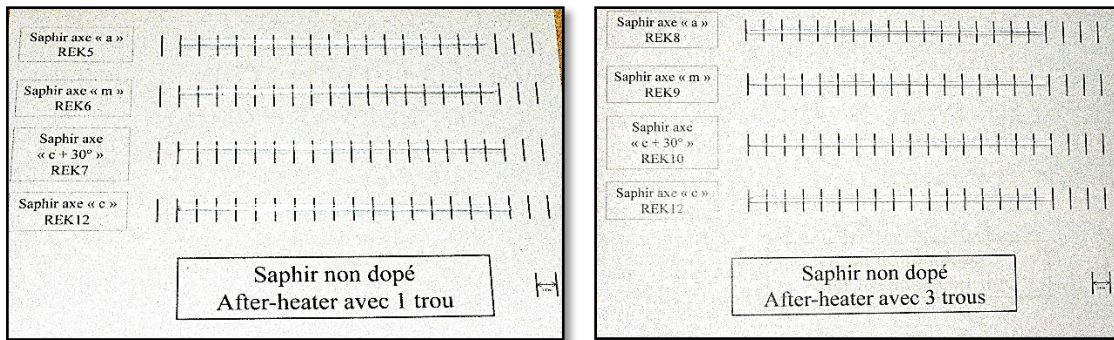 Saphir axe « a »
REK5
Saphir axe « m »
REK6
Saphir axe
« c + 30° »
REK7
Saphir axe « c »
REK12
Saphir non dopé
After-heater avec 1 trou
Saphir axe « a »
REK8
Saphir axe « m »
REK9
Saphir axe
« c + 30° »
REK10
Saphir axe « c »
REK12
Saphir non dopé
After-heater avec 3 trous